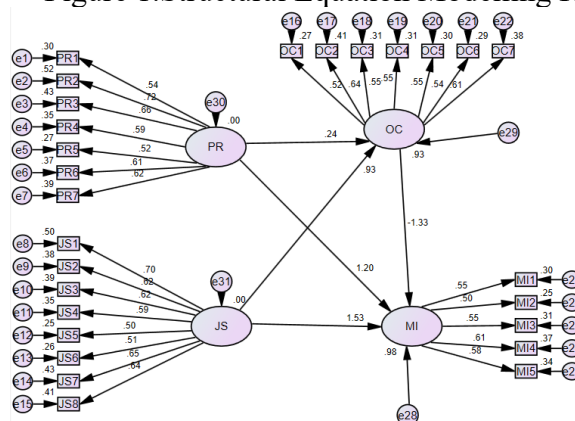 Figure 1.Structural Equation Modelling
e16 e17 e18 e19 e20 e21 e22
.27 .41 .31 .31 .30 .29 .38
OC1 OC2 OC3 OC4 OC5 OC6 OC7
.52 .64 .55 .55 .55 .54 .61
OC
.93
e29
e1 .30 PR1 .54
e2 .52 PR2 .72
e3 .43 PR3 .66
e4 .35 PR4 .59
e5 .27 PR5 .52
e6 .37 PR6 .61
e7 .39 PR7 .62
e30
.00
PR
.24
.93
-1.33
1.20
1.53
e8 .50 JS1 .70
e9 .38 JS2 .62
e10 .39 JS3 .62
e11 .35 JS4 .59
e12 .25 JS5 .50
e13 .26 JS6 .51
e14 .43 JS7 .65
e15 .41 JS8 .64
e31
.00
JS
MI
.98
e28
.55 MI1 .30
.50 MI2 .25
.55 MI3 .31
.61 MI4 .37
.58 MI5 .34